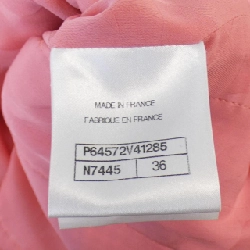 MADE IN FRANCE
FABRIQUE EN FRANCE
P64572V41285
N7445 36